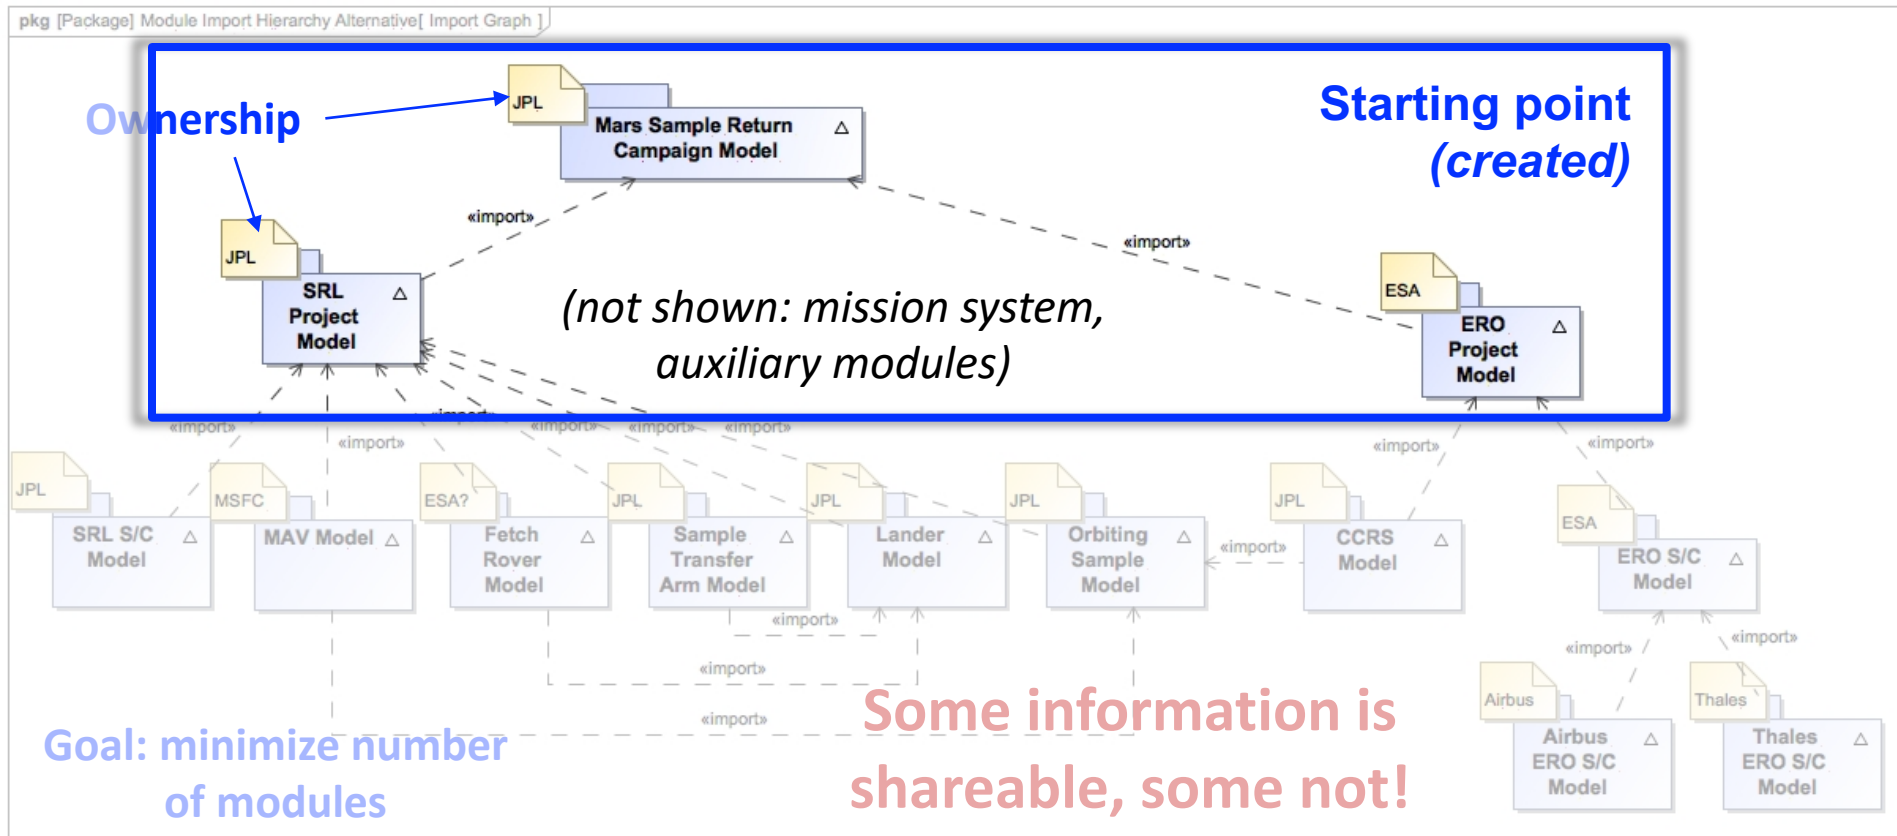 pkg [Package] Module Import Hierarchy Alternative[ Import Graph ]
Ownership
JPL
Mars Sample Return
Campaign Model
Starting point
(created)
«import»
«import»
JPL
SRL
Project
Model
(not shown: mission system,
auxiliary modules)
ESA
ERO
Project
Model
«import»
«import»
«import»
«import»
«import»
«import»
«import»
«import»
JPL
SRL S/C
Model
MSFC
MAV Model
ESA?
Fetch
Rover
Model
JPL
Sample
Transfer
Arm Model
JPL
Lander
Model
JPL
Orbiting
Sample
Model
«import»
JPL
CCRS
Model
ESA
ERO S/C
Model
«import»
«import»
«import»
«import»
«import»
Airbus
Airbus
ERO S/C
Model
Thales
Thales
ERO S/C
Model
Goal: minimize number
of modules
Some information is
shareable, some not!